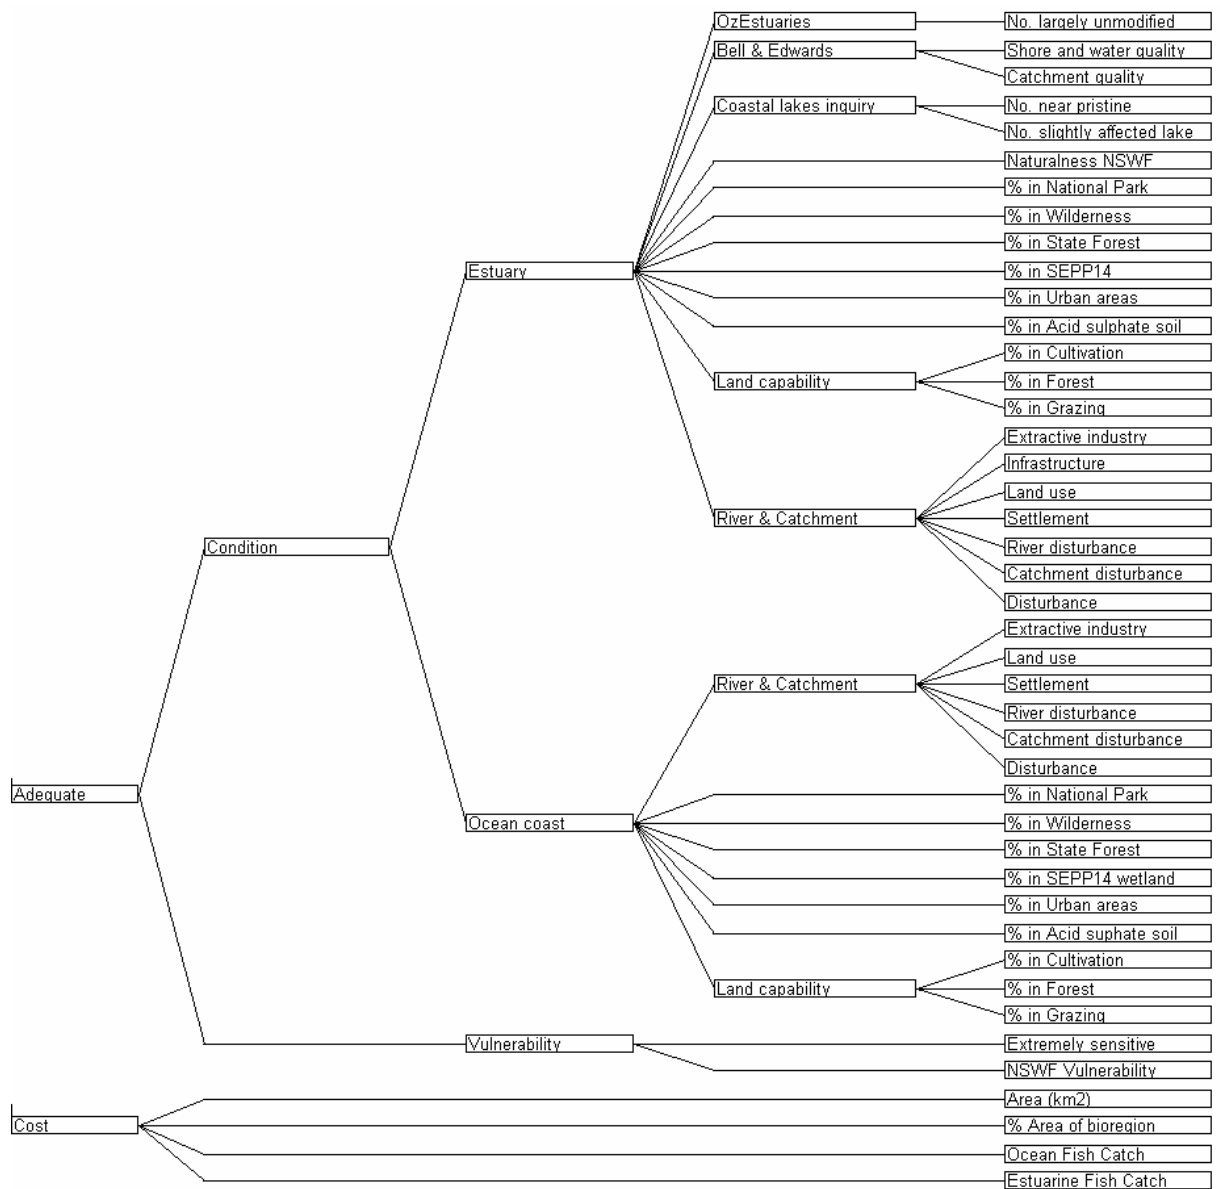 OzEstuaries No. largely unmodified
Bell & Edwards Shore and water quality
Catchment quality
Coastal lakes inquiry No. near pristine
No. slightly affected lake
Naturalness NSWF
% in National Park
% in Wilderness
% in State Forest
Estuary % in SEPP14
% in Urban areas
% in Acid sulphate soil
% in Cultivation
Land capability % in Forest
% in Grazing
Extractive industry
Infrastructure
Land use
River & Catchment Settlement
Condition River disturbance
Catchment disturbance
Disturbance
Extractive industry
Land use
River & Catchment Settlement
River disturbance
Catchment disturbance
Disturbance
Adequate % in National Park
Ocean coast % in Wilderness
% in State Forest
% in SEPP14 wetland
% in Urban areas
% in Acid suphate soil
% in Cultivation
Land capability % in Forest
% in Grazing
Vulnerability Extremely sensitive
NSWF Vulnerability
Area (km2)
Cost % Area of bioregion
Ocean Fish Catch
Estuarine Fish Catch